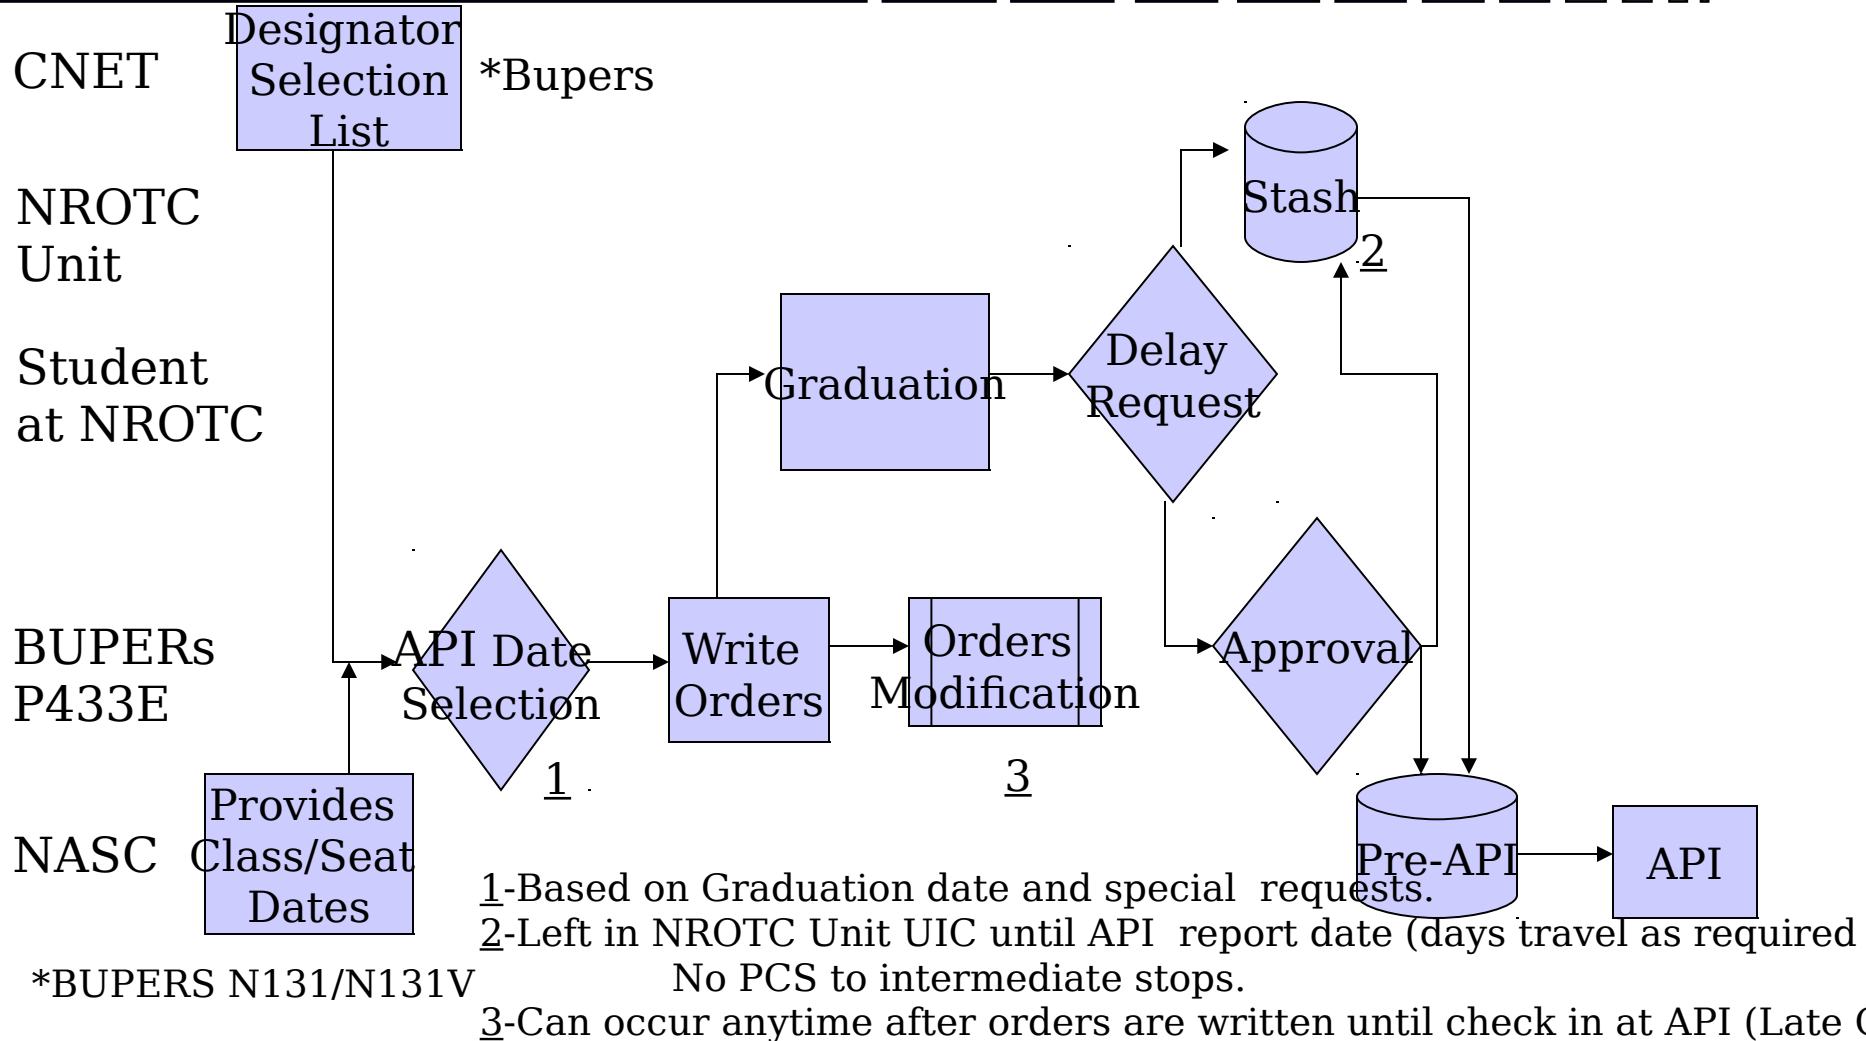 CNET
Designator
Selection
List
*Bupers
NROTC
Unit
Stash
2
Student
at NROTC
Graduation
Delay
Request
BUPERs
P433E
API Date
Selection
1
Write
Orders
Orders
Modification
3
Approval
NASC
Provides
Class/Seat
Dates
Pre-API
API
1-Based on Graduation date and special  requests.
2-Left in NROTC Unit UIC until API  report date (days travel as required
No PCS to intermediate stops.
3-Can occur anytime after orders are written until check in at API (Late
*BUPERS N131/N131V